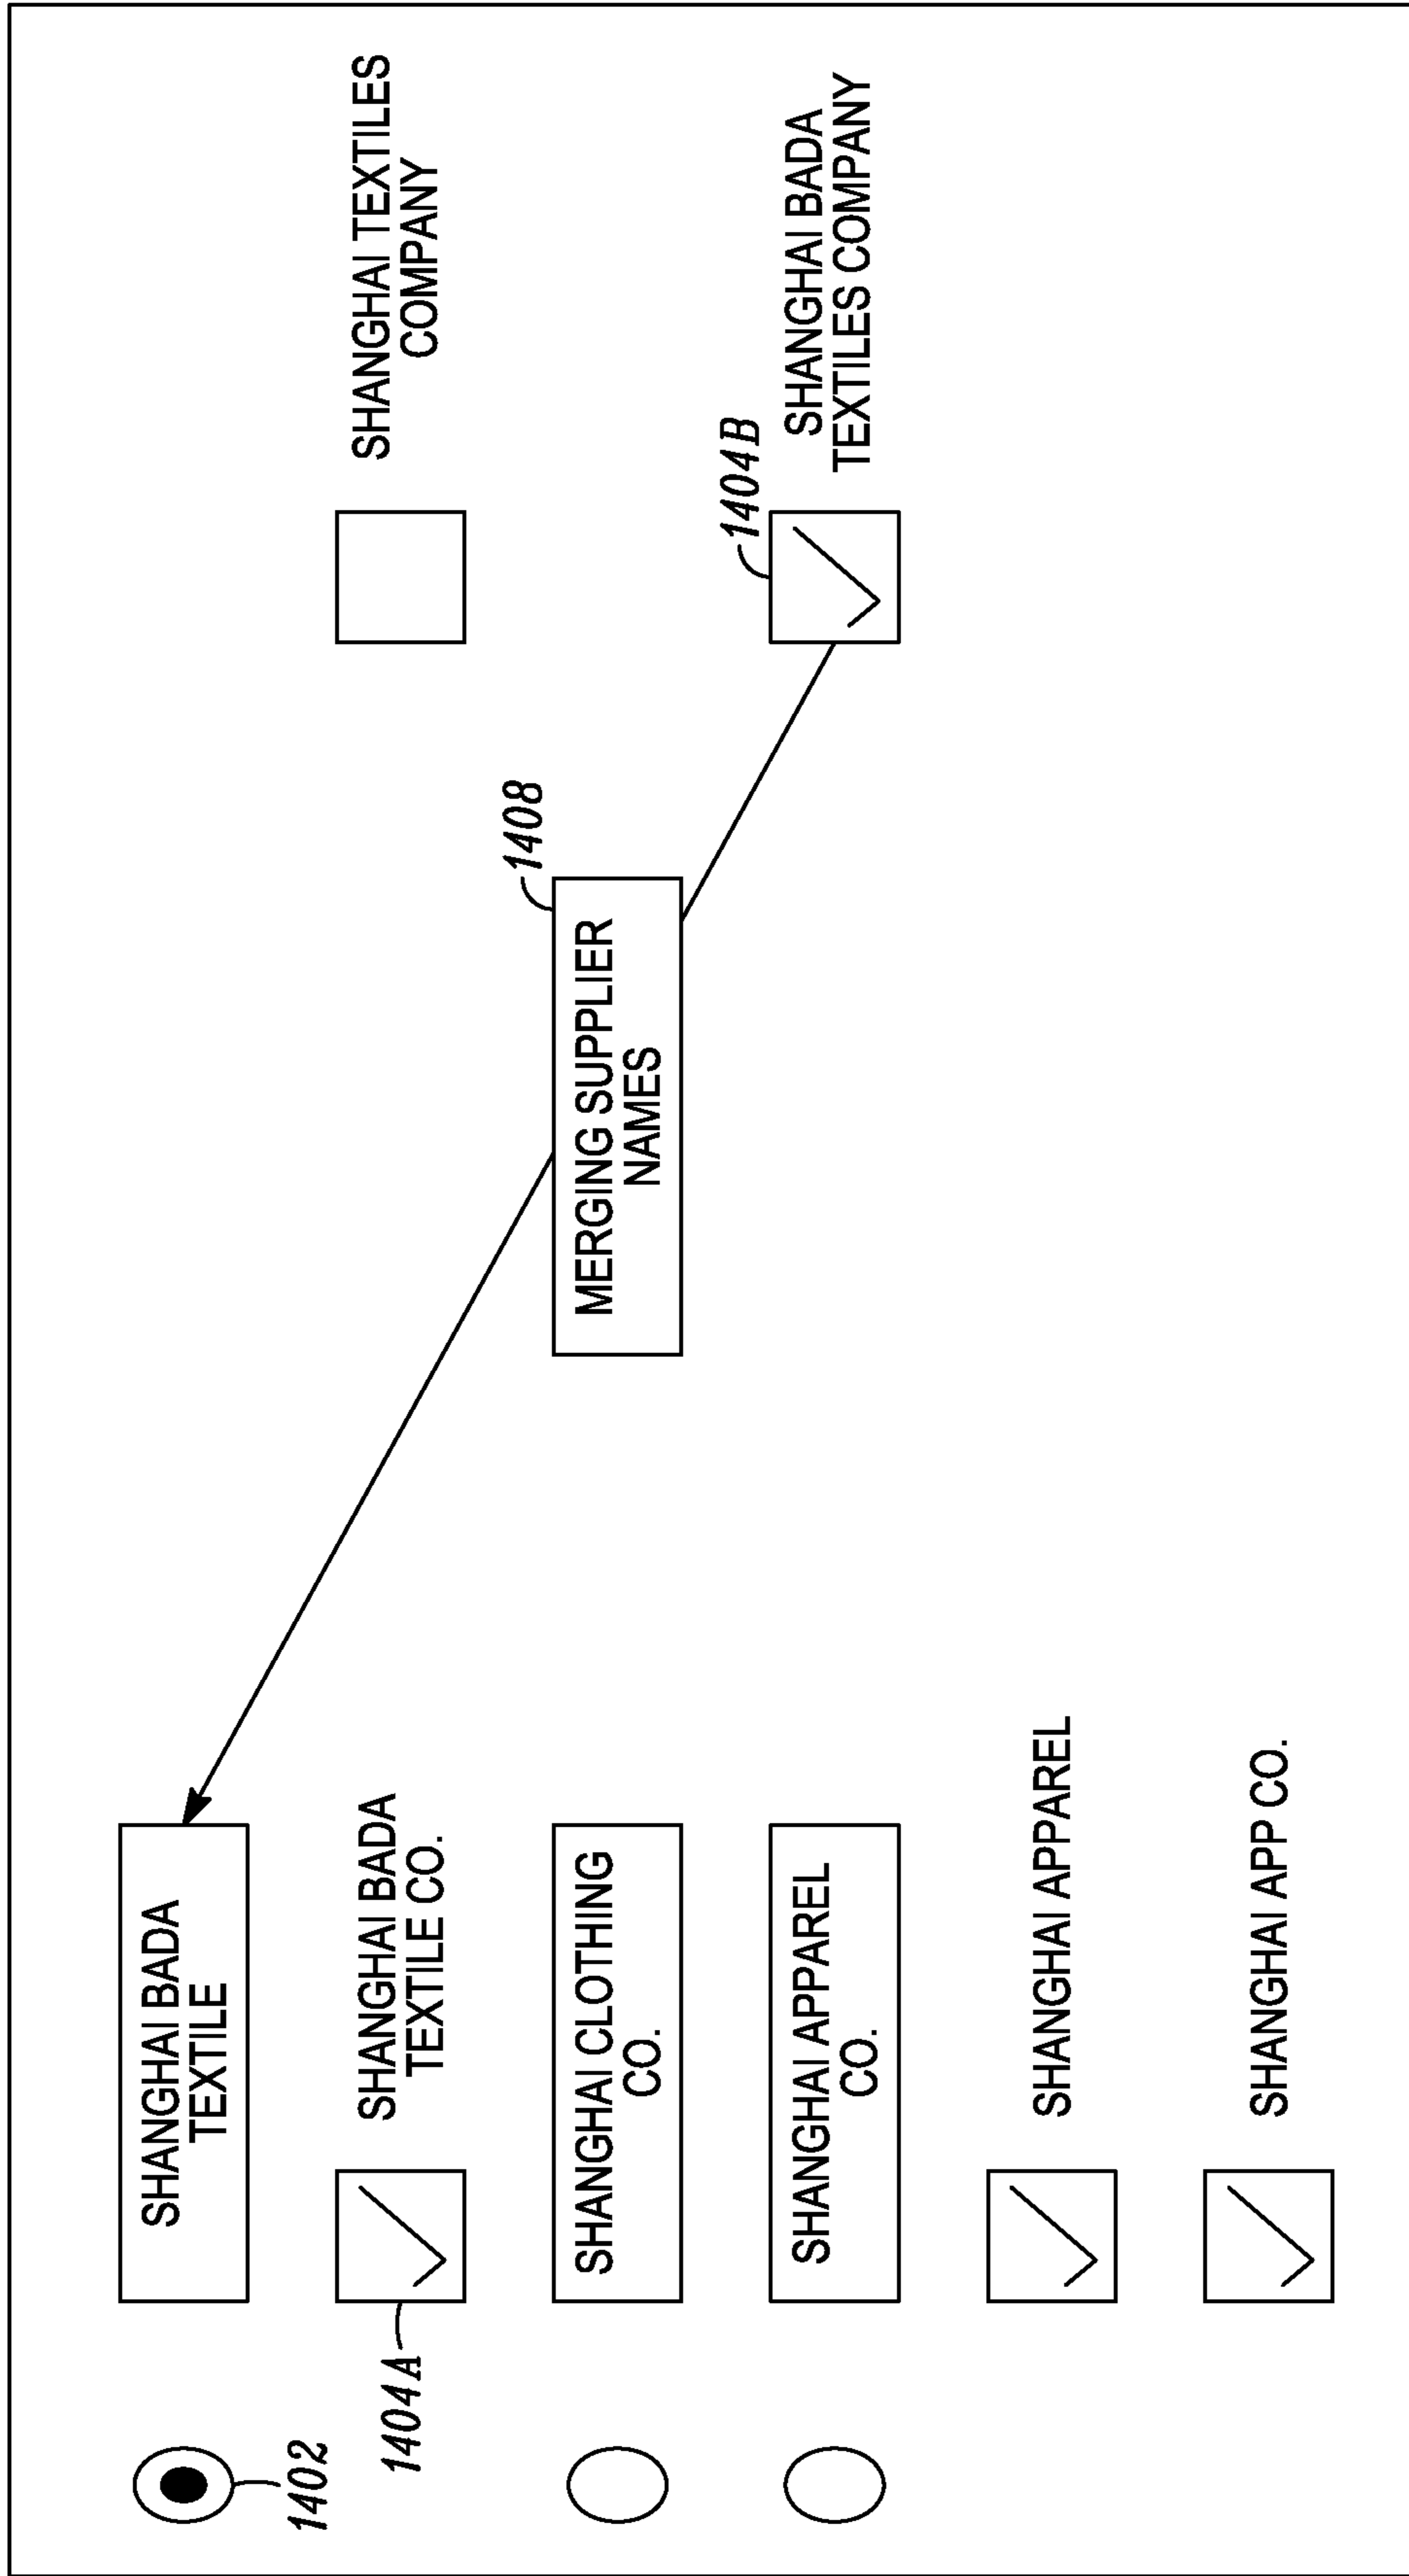 SHANGHAI BADA
TEXTILE
1402
SHANGHAI BADA
TEXTILE CO.
1404A
SHANGHAI CLOTHING
CO.
SHANGHAI APPAREL
CO.
SHANGHAI APPAREL
SHANGHAI APP CO.
1408
MERGING SUPPLIER
NAMES
SHANGHAI TEXTILES
COMPANY
1404B
SHANGHAI BADA
TEXTILES COMPANY